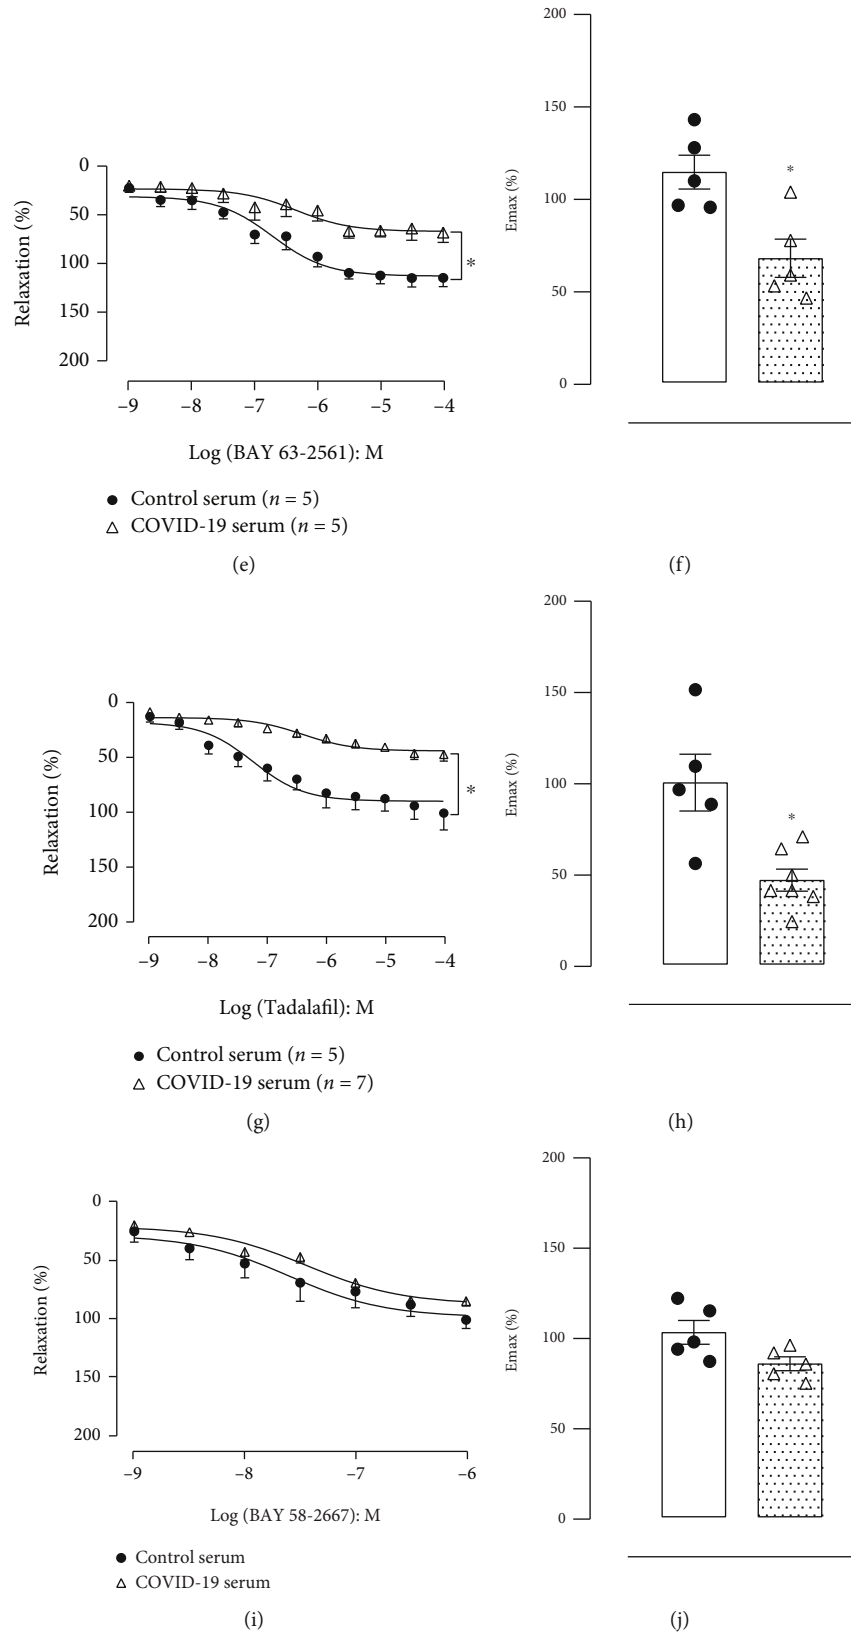 0
50
100
150
200
Relaxation (%)
*
–9 –8 –7 –6 –5 –4
Log (BAY 63-2561): M
Control serum (n = 5)
COVID-19 serum (n = 5)
(e)
200
150
100
50
0
Emax (%)
*
(f)
0
50
100
150
200
Relaxation (%)
*
–9 –8 –7 –6 –5 –4
Log (Tadalafil): M
Control serum (n = 5)
COVID-19 serum (n = 7)
(g)
200
150
100
50
0
Emax (%)
*
(h)
0
50
100
150
200
Relaxation (%)
–9 –8 –7 –6
Log (BAY 58-2667): M
Control serum
COVID-19 serum
(i)
200
150
100
50
0
Emax (%)
(j)